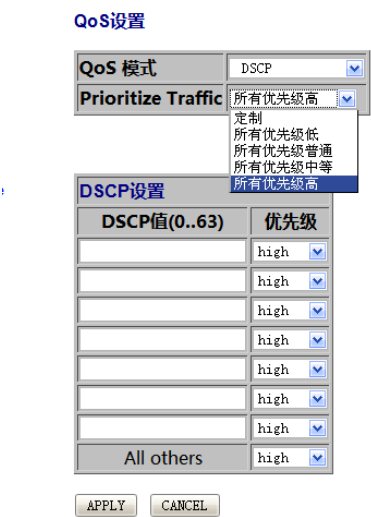 QoS设置
QoS 模式 DSCP
Prioritize Traffic 所有优先级高
定制
所有优先级低
所有优先级普通
所有优先级中等
所有优先级高
DSCP设置
DSCP值(0..63) 优先级
high
high
high
high
high
high
high
All others high
APPLY CANCEL